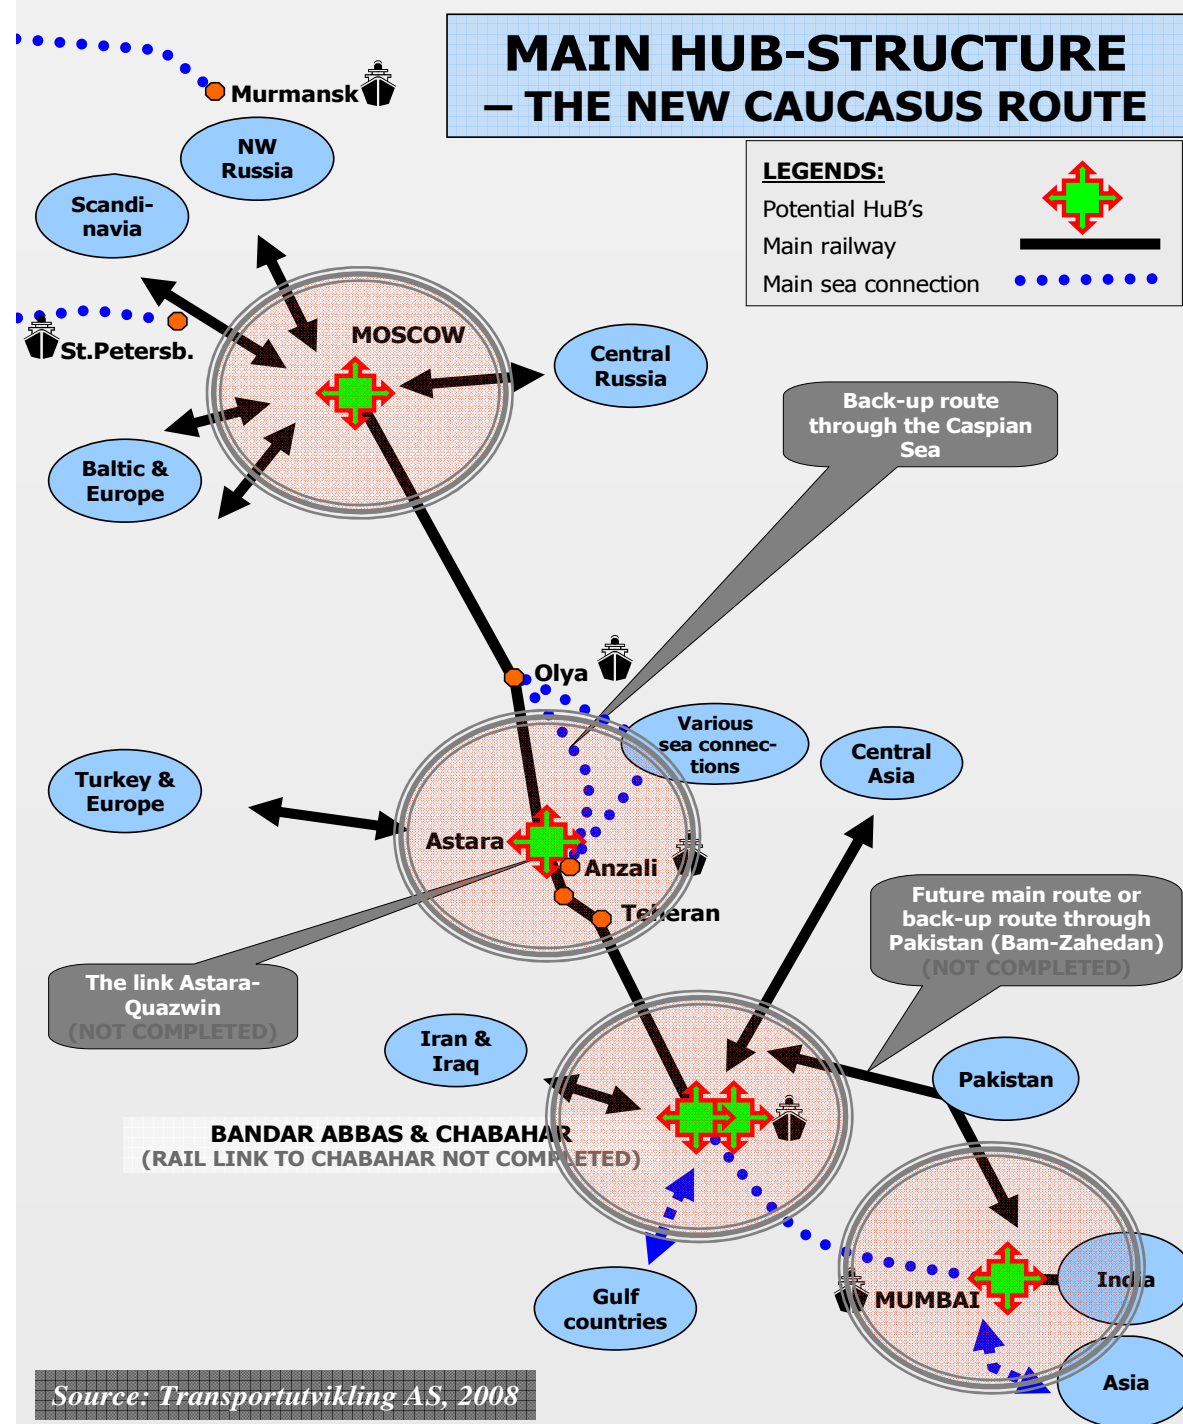 MAIN HUB-STRUCTURE
– THE NEW CAUCASUS ROUTE
LEGENDS:
Potential HuB's
Main railway
Main sea connection
Murmansk
NW
Russia
Scandi-
navia
St.Petersb.
MOSCOW
Central
Russia
Baltic &
Europe
Back-up route
through the Caspian
Sea
Olya
Various
sea connec-
tions
Central
Asia
Turkey &
Europe
Astara
Anzali
Teheran
Future main route or
back-up route through
Pakistan (Bam-Zahedan)
(NOT COMPLETED)
The link Astara-
Quazwin
(NOT COMPLETED)
Iran &
Iraq
Pakistan
BANDAR ABBAS & CHABAHAR
(RAIL LINK TO CHABAHAR NOT COMPLETED)
Gulf
countries
MUMBAI
India
Asia
Source: Transportutvikling AS, 2008